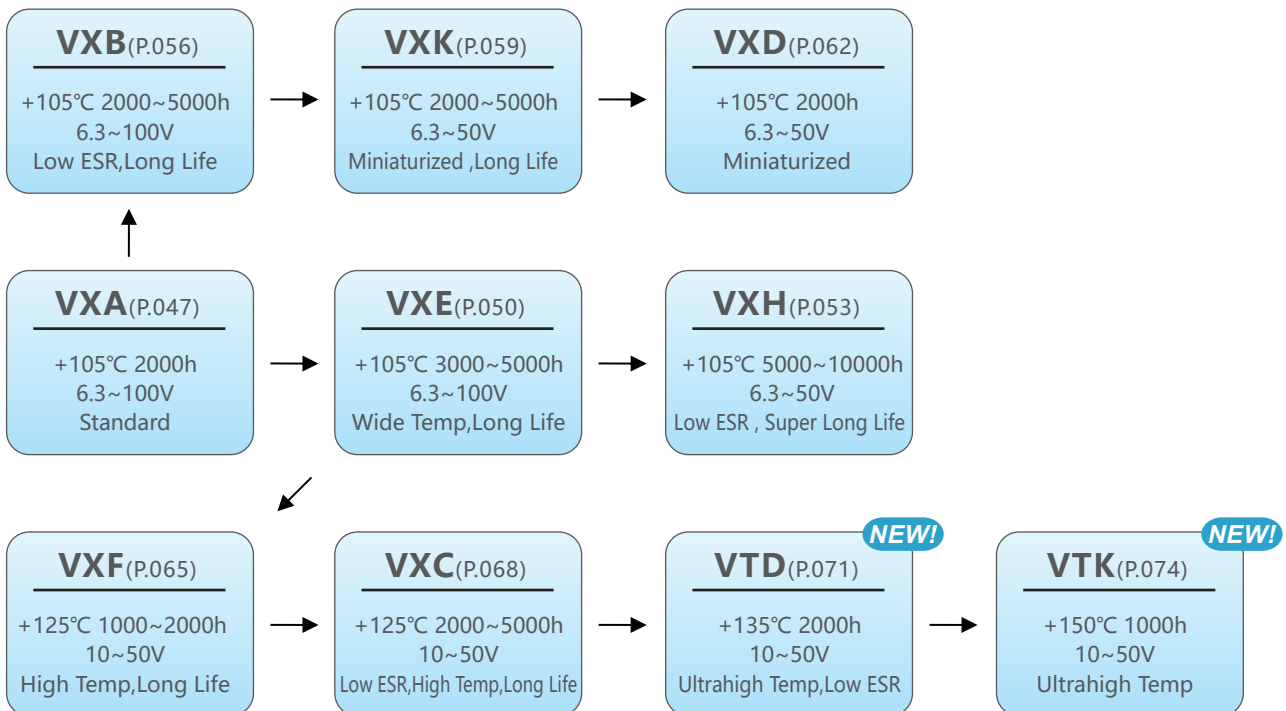 VXB(P.056)
+105℃ 2000~5000h
6.3~100V
Low ESR,Long Life
VXK(P.059)
+105℃ 2000~5000h
6.3~50V
Miniaturized ,Long Life
VXD(P.062)
+105℃ 2000h
6.3~50V
Miniaturized
VXA(P.047)
+105℃ 2000h
6.3~100V
Standard
VXE(P.050)
+105℃ 3000~5000h
6.3~100V
Wide Temp,Long Life
VXH(P.053)
+105℃ 5000~10000h
6.3~50V
Low ESR , Super Long Life
VXF(P.065)
+125℃ 1000~2000h
10~50V
High Temp,Long Life
VXC(P.068)
+125℃ 2000~5000h
10~50V
Low ESR,High Temp,Long Life
NEW!
VTD(P.071)
+135℃ 2000h
10~50V
Ultrahigh Temp,Low ESR
NEW!
VTK(P.074)
+150℃ 1000h
10~50V
Ultrahigh Temp